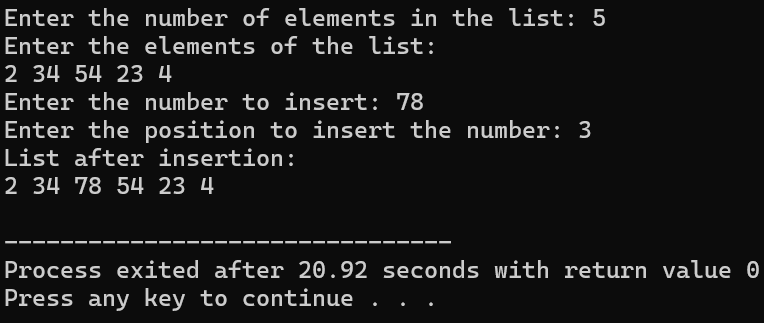 Enter the number of elements in the list: 5
Enter the elements of the list:
2 34 54 23 4
Enter the number to insert: 78
Enter the position to insert the number: 3
List after insertion:
2 34 78 54 23 4
--------------------------------
Process exited after 20.92 seconds with return value 0
Press any key to continue . . .